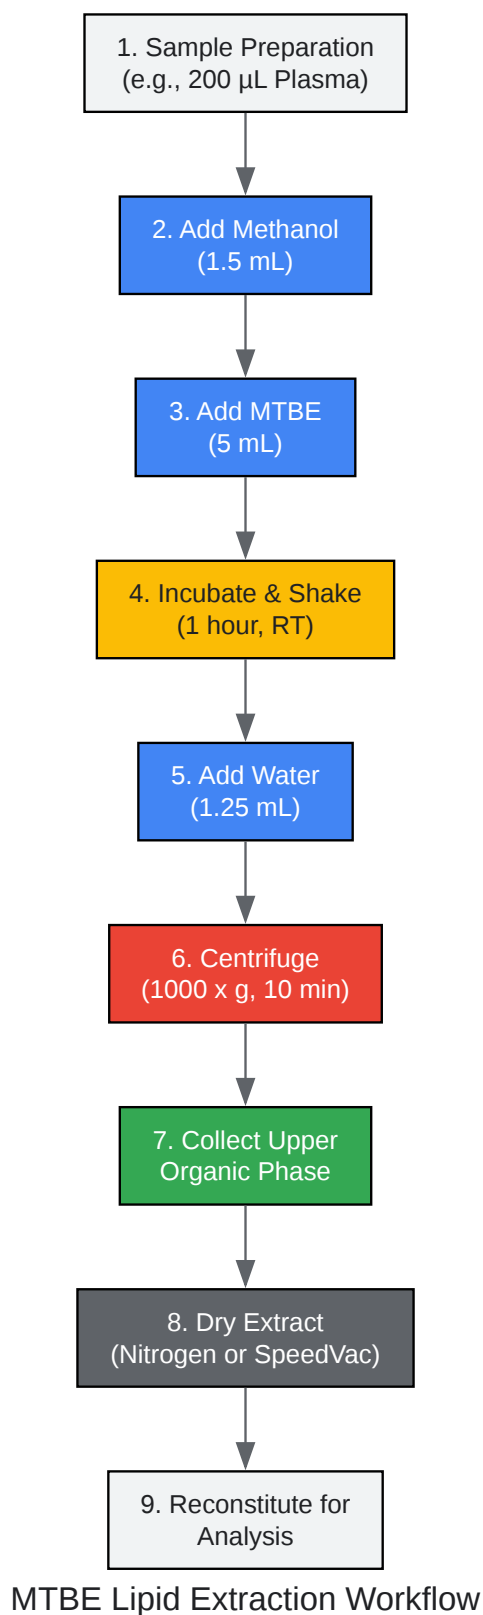 1. Sample Preparation
(e.g., 200 µL Plasma)
2. Add Methanol
(1.5 mL)
3. Add MTBE
(5 mL)
4. Incubate & Shake
(1 hour, RT)
5. Add Water
(1.25 mL)
6. Centrifuge
(1000 x g, 10 min)
7. Collect Upper
Organic Phase
8. Dry Extract
(Nitrogen or SpeedVac)
9. Reconstitute for
Analysis
MTBE Lipid Extraction Workflow